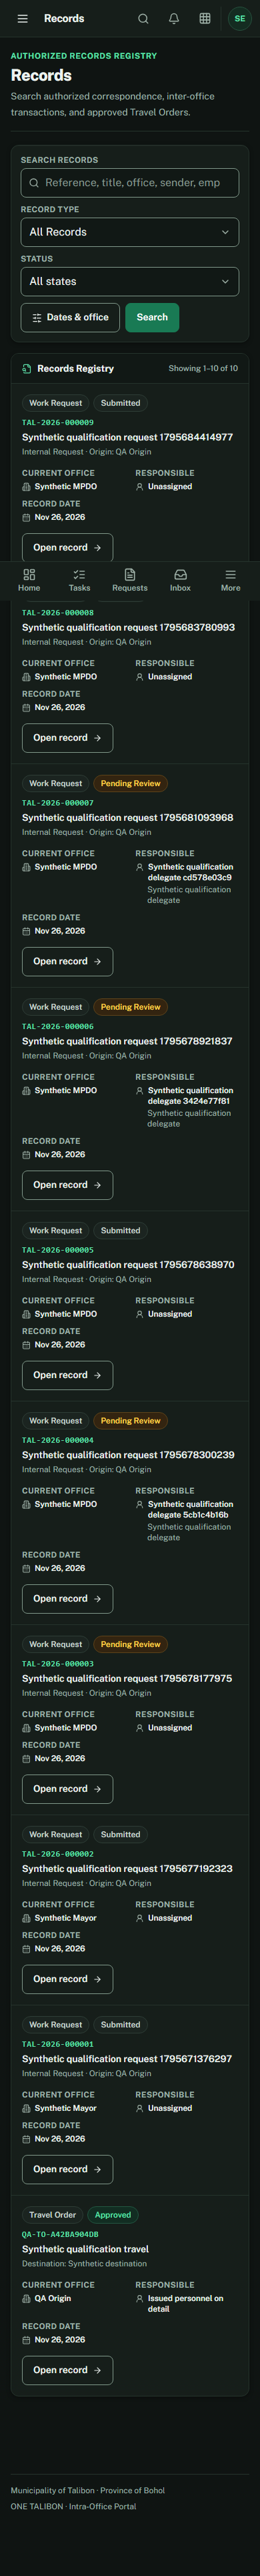 Records
SE
AUTHORIZED RECORDS REGISTRY
Records
Search authorized correspondence, inter-office
transactions, and approved Travel Orders.
SEARCH RECORDS
Reference, title, office, sender, emp
RECORD TYPE
All Records
STATUS
All states
Dates & office
Search
Records Registry
Showing 1–10 of 10
Work Request
Submitted
TAL-2026-000009
Synthetic qualification request 1795684414977
Internal Request · Origin: QA Origin
CURRENT OFFICE
RESPONSIBLE
Synthetic MPDO
Unassigned
RECORD DATE
Nov 26, 2026
Open record
Home
Tasks
Requests
Inbox
More
TAL-2026-000008
Synthetic qualification request 1795683780993
Internal Request · Origin: QA Origin
CURRENT OFFICE
RESPONSIBLE
Synthetic MPDO
Unassigned
RECORD DATE
Nov 26, 2026
Open record
Work Request
Pending Review
TAL-2026-000007
Synthetic qualification request 1795681093968
Internal Request · Origin: QA Origin
CURRENT OFFICE
RESPONSIBLE
Synthetic MPDO
Synthetic qualification
delegate cd578e03c9
Synthetic qualification
delegate
RECORD DATE
Nov 26, 2026
Open record
Work Request
Pending Review
TAL-2026-000006
Synthetic qualification request 1795678921837
Internal Request · Origin: QA Origin
CURRENT OFFICE
RESPONSIBLE
Synthetic MPDO
Synthetic qualification
delegate 3424e77f81
Synthetic qualification
delegate
RECORD DATE
Nov 26, 2026
Open record
Work Request
Submitted
TAL-2026-000005
Synthetic qualification request 1795678638970
Internal Request · Origin: QA Origin
CURRENT OFFICE
RESPONSIBLE
Synthetic MPDO
Unassigned
RECORD DATE
Nov 26, 2026
Open record
Work Request
Pending Review
TAL-2026-000004
Synthetic qualification request 1795678300239
Internal Request · Origin: QA Origin
CURRENT OFFICE
RESPONSIBLE
Synthetic MPDO
Synthetic qualification
delegate 5cb1c4b16b
Synthetic qualification
delegate
RECORD DATE
Nov 26, 2026
Open record
Work Request
Pending Review
TAL-2026-000003
Synthetic qualification request 1795678177975
Internal Request · Origin: QA Origin
CURRENT OFFICE
RESPONSIBLE
Synthetic MPDO
Unassigned
RECORD DATE
Nov 26, 2026
Open record
Work Request
Submitted
TAL-2026-000002
Synthetic qualification request 1795677192323
Internal Request · Origin: QA Origin
CURRENT OFFICE
RESPONSIBLE
Synthetic Mayor
Unassigned
RECORD DATE
Nov 26, 2026
Open record
Work Request
Submitted
TAL-2026-000001
Synthetic qualification request 1795671376297
Internal Request · Origin: QA Origin
CURRENT OFFICE
RESPONSIBLE
Synthetic Mayor
Unassigned
RECORD DATE
Nov 26, 2026
Open record
Travel Order
Approved
QA-TO-A42BA904DB
Synthetic qualification travel
Destination: Synthetic destination
CURRENT OFFICE
RESPONSIBLE
QA Origin
Issued personnel on
detail
RECORD DATE
Nov 26, 2026
Open record
Municipality of Talibon · Province of Bohol
ONE TALIBON · Intra-Office Portal